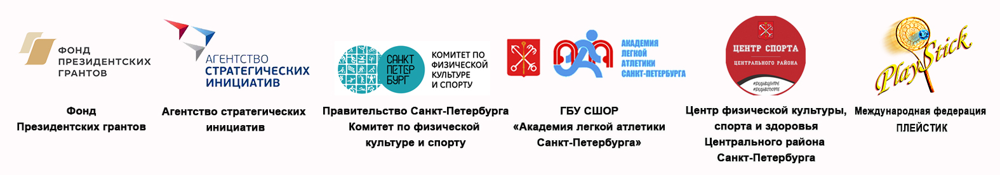 ФОНД
ПРЕЗИДЕНТСКИХ
ГРАНТОВ
Фонд
Президентских грантов
АГЕНТСТВО
СТРАТЕГИЧЕСКИХ
ИНИЦИАТИВ
Агентство стратегических
инициатив
САНКТ
ПЕТЕР
БУРГ
КОМИТЕТ ПО
ФИЗИЧЕСКОЙ
КУЛЬТУРЕ
И СПОРТУ
Правительство Санкт-Петербурга
Комитет по физической
культуре и спорту
АКАДЕМИЯ
ЛЕГКОЙ
АТЛЕТИКИ
САНКТ-ПЕТЕРБУРГА
ГБУ СШОР
«Академия легкой атлетики
Санкт-Петербурга»
ЦЕНТР СПОРТА
ЦЕНТРАЛЬНОГО РАЙОНА
#БУДЬВЦЕНТРЕ
#БУДЬВСПОРТЕ
Центр физической культуры,
спорта и здоровья
Центрального района
Санкт-Петербурга
PlayStick
Международная федерация
ПЛЕЙСТИК